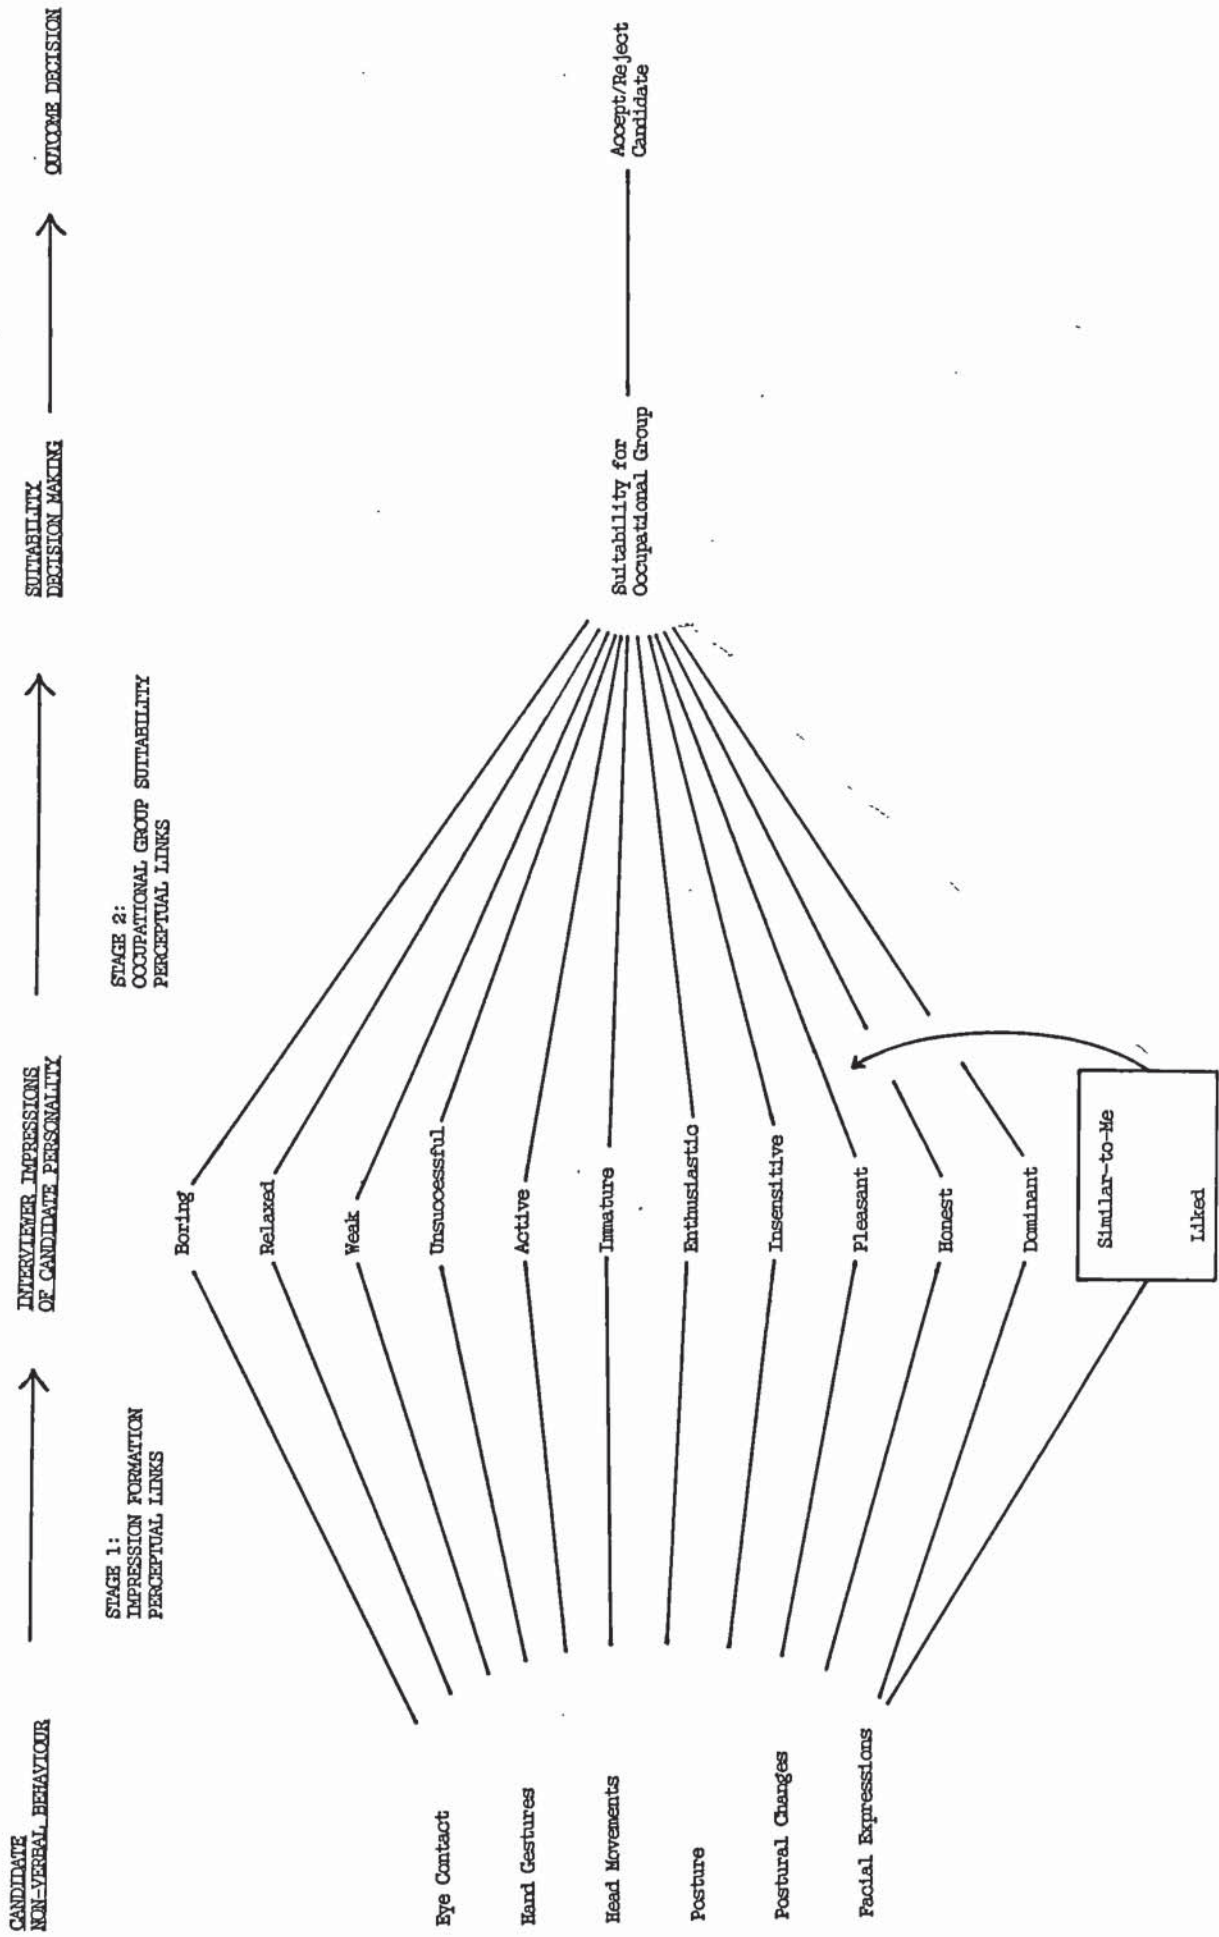 CANDIDATE
NON-VERBAL BEHAVIOUR
INTERVIEWER IMPRESSIONS
OF CANDIDATE PERSONALITY
SUITABILITY
DECISION MAKING
OUTCOME DECISION
STAGE 1:
IMPRESSION FORMATION
PERCEPTUAL LINKS
STAGE 2:
OCCUPATIONAL GROUP SUITABILITY
PERCEPTUAL LINKS
Eye Contact
Hand Gestures
Head Movements
Posture
Postural Changes
Facial Expressions
Boring
Relaxed
Weak
Unsuccessful
Active
Immature
Enthusiastic
Insensitive
Pleasant
Honest
Dominant
Similar-to-Me
Liked
Suitability for
Occupational Group
Accept/Reject
Candidate